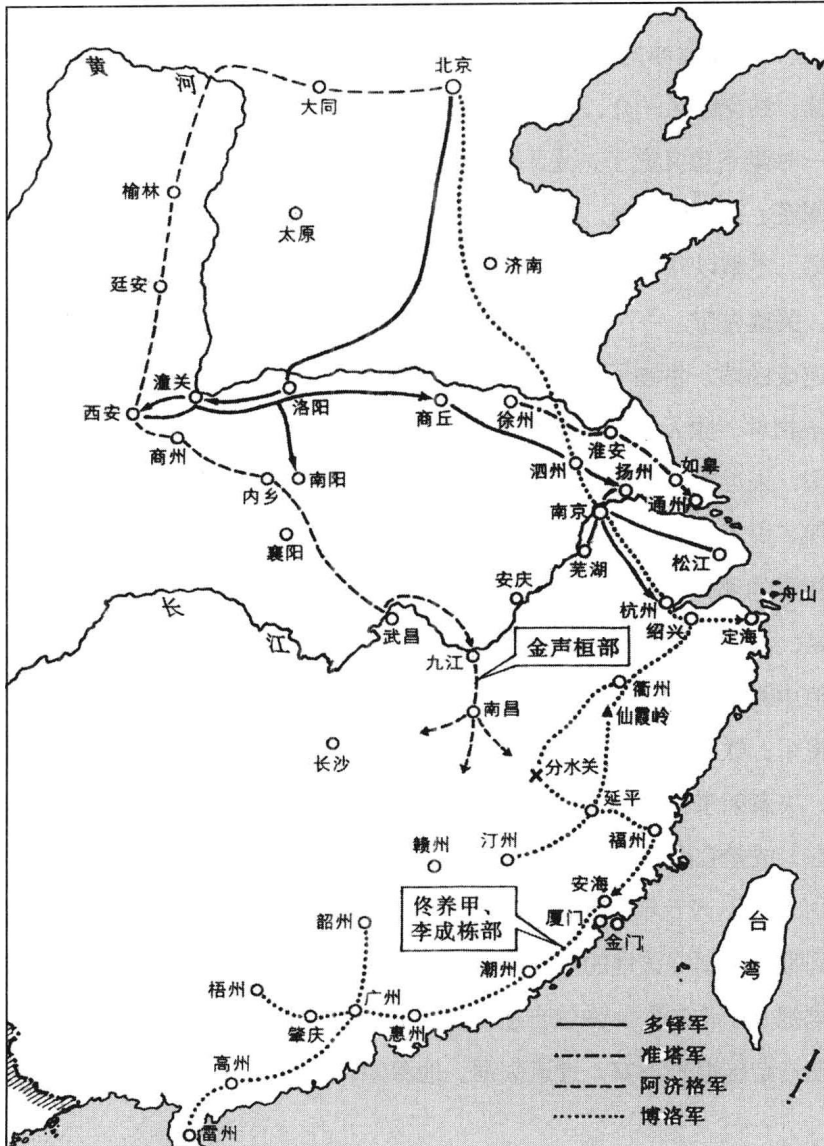 黄
河
北京
大同
榆林
太原
济南
廷安
潼关
洛阳
西安
商丘
徐州
淮安
商州
内乡
南阳
泗州
扬州
如皋
通州
南京
襄阳
芜湖
松江
安庆
长
江
武昌
九江
杭州
绍兴
舟山
定海
金声桓部
衢州
仙霞岭
南昌
长沙
分水关
延平
福州
赣州
汀州
安海
厦门
金门
佟养甲、
李成栋部
韶州
潮州
台
湾
梧州
肇庆
广州
惠州
高州
雷州
多铎军
准塔军
阿济格军
博洛军